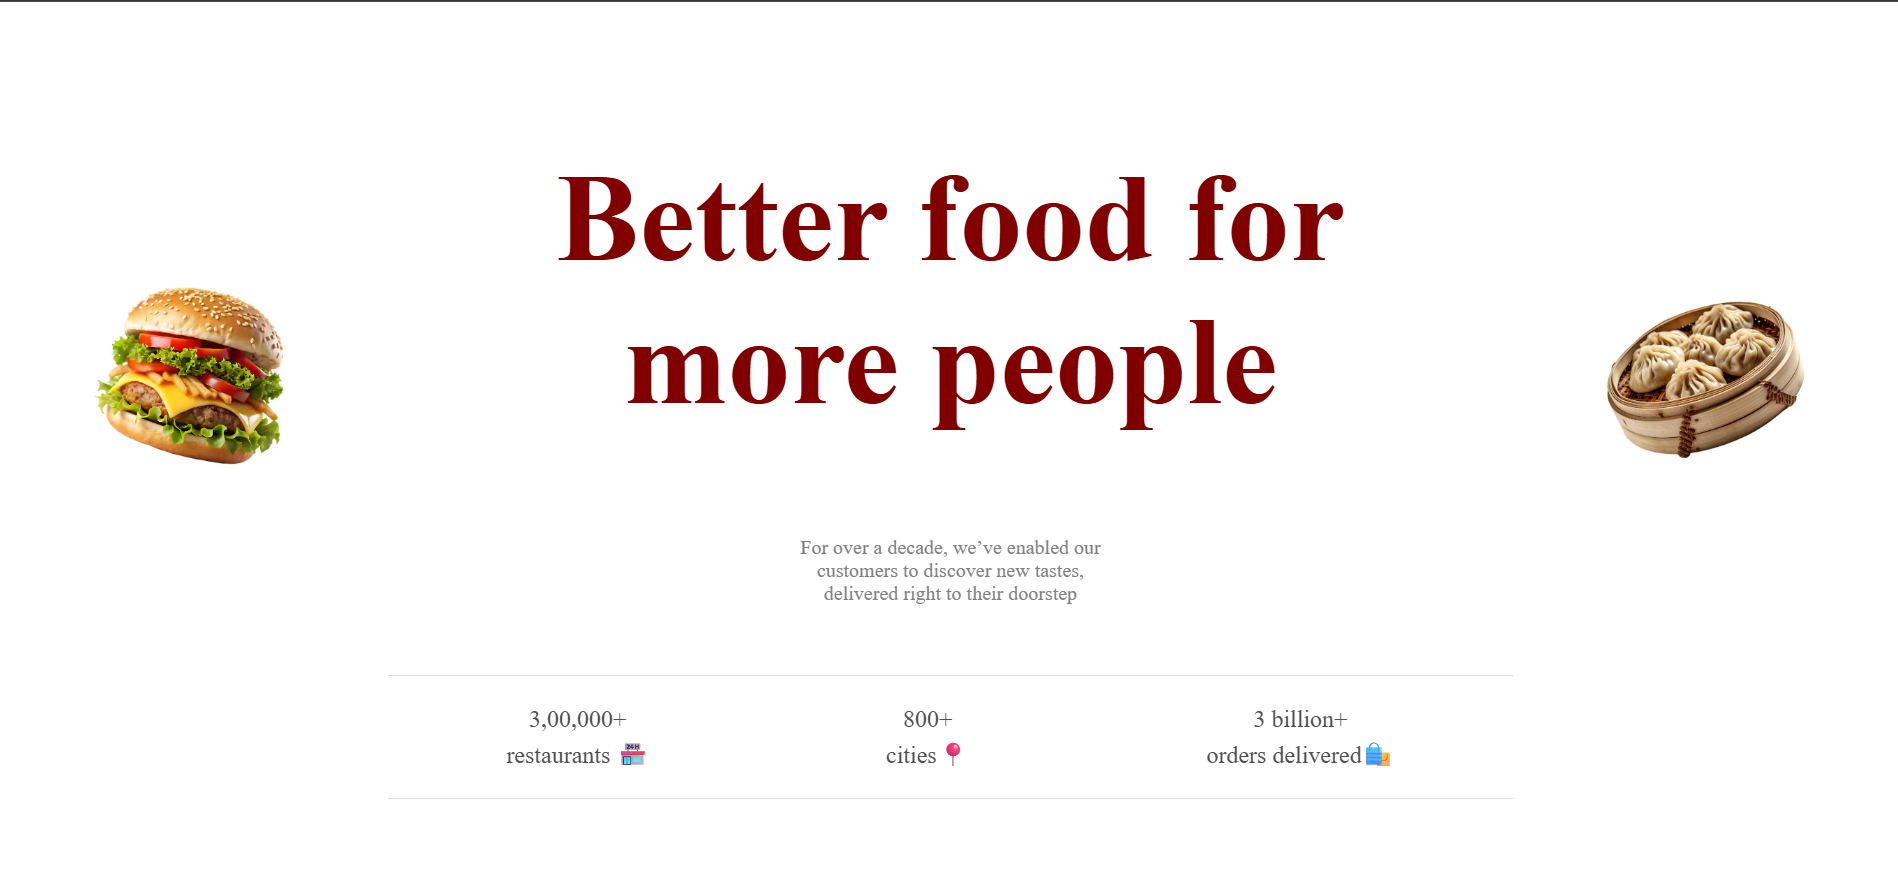 Better food for
more people
For over a decade, we’ve enabled our
customers to discover new tastes,
delivered right to their doorstep
3,00,000+
restaurants
24H
800+
cities
3 billion+
orders delivered